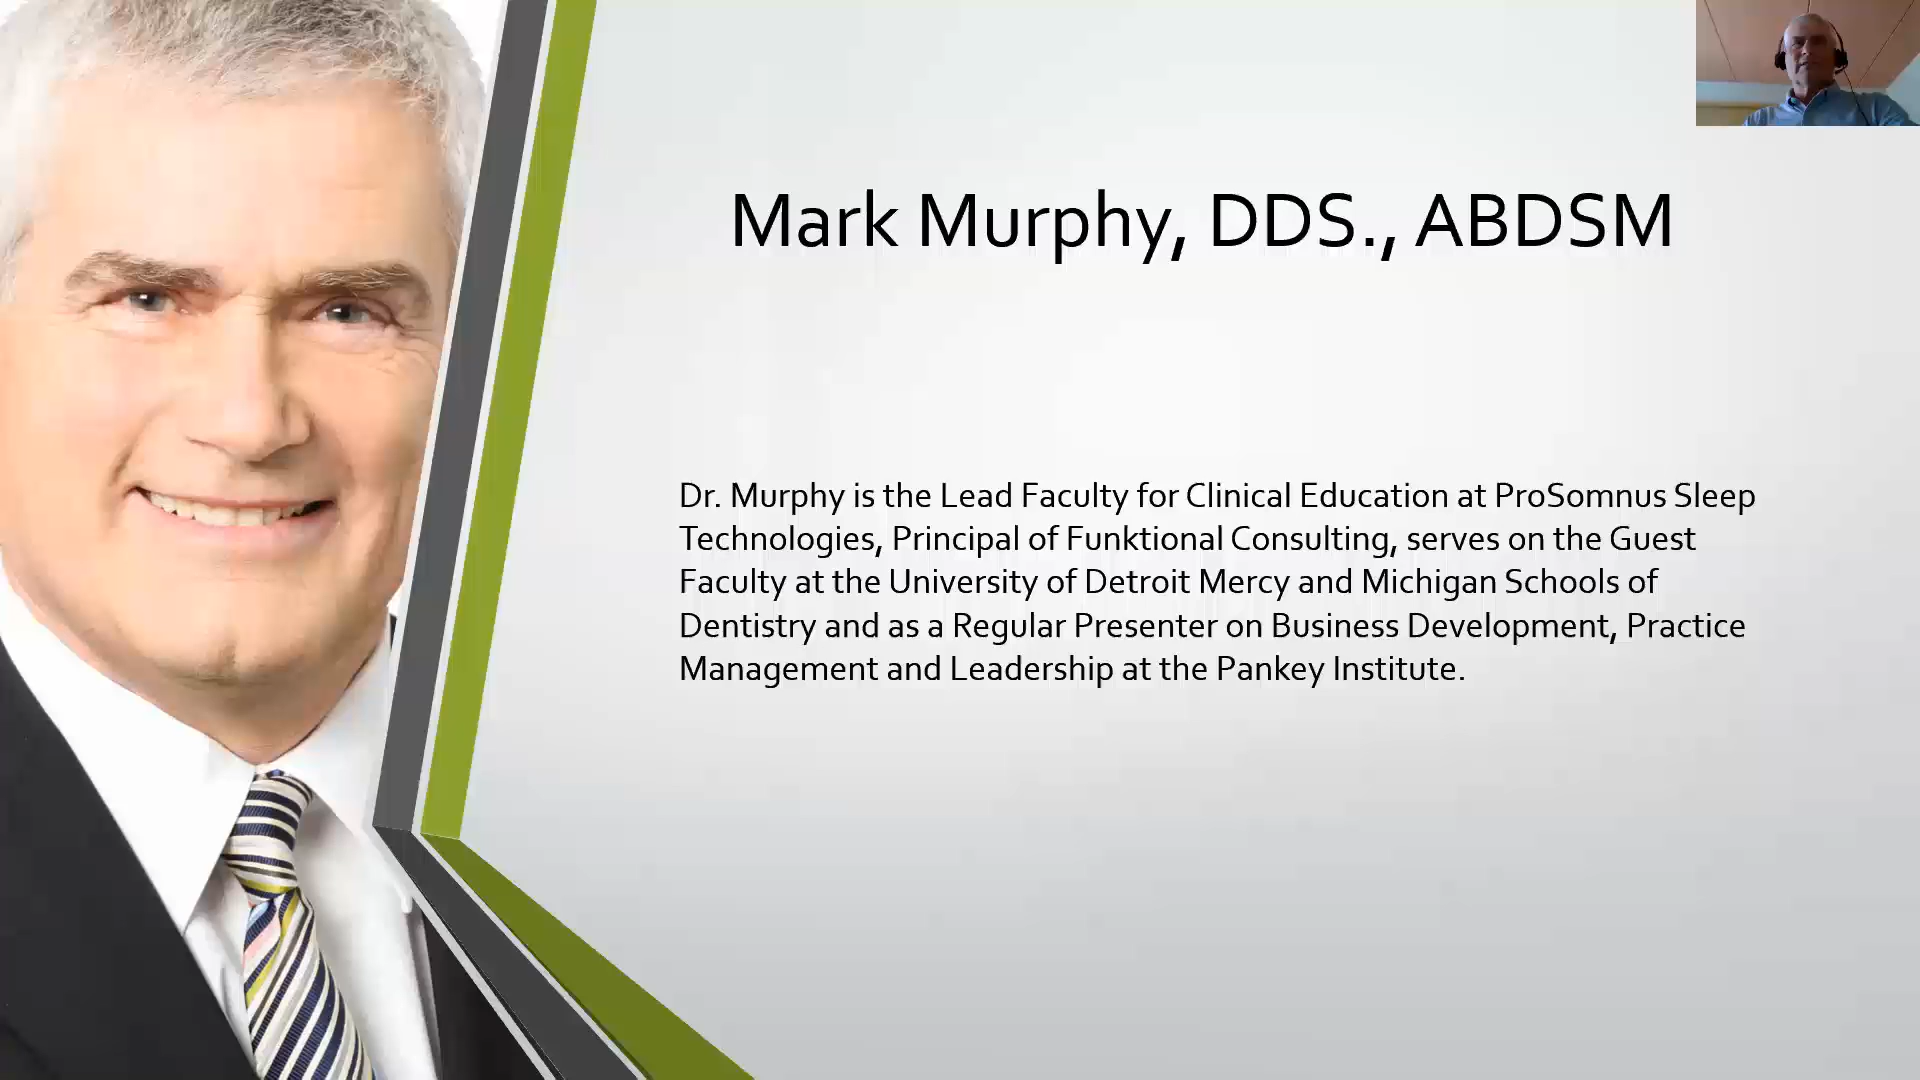 Mark Murphy, DDS., ABDSM
Dr. Murphy is the Lead Faculty for Clinical Education at ProSomnus Sleep
Technologies, Principal of Funktional Consulting, serves on the Guest
Faculty at the University of Detroit Mercy and Michigan Schools of
Dentistry and as a Regular Presenter on Business Development, Practice
Management and Leadership at the Pankey Institute.